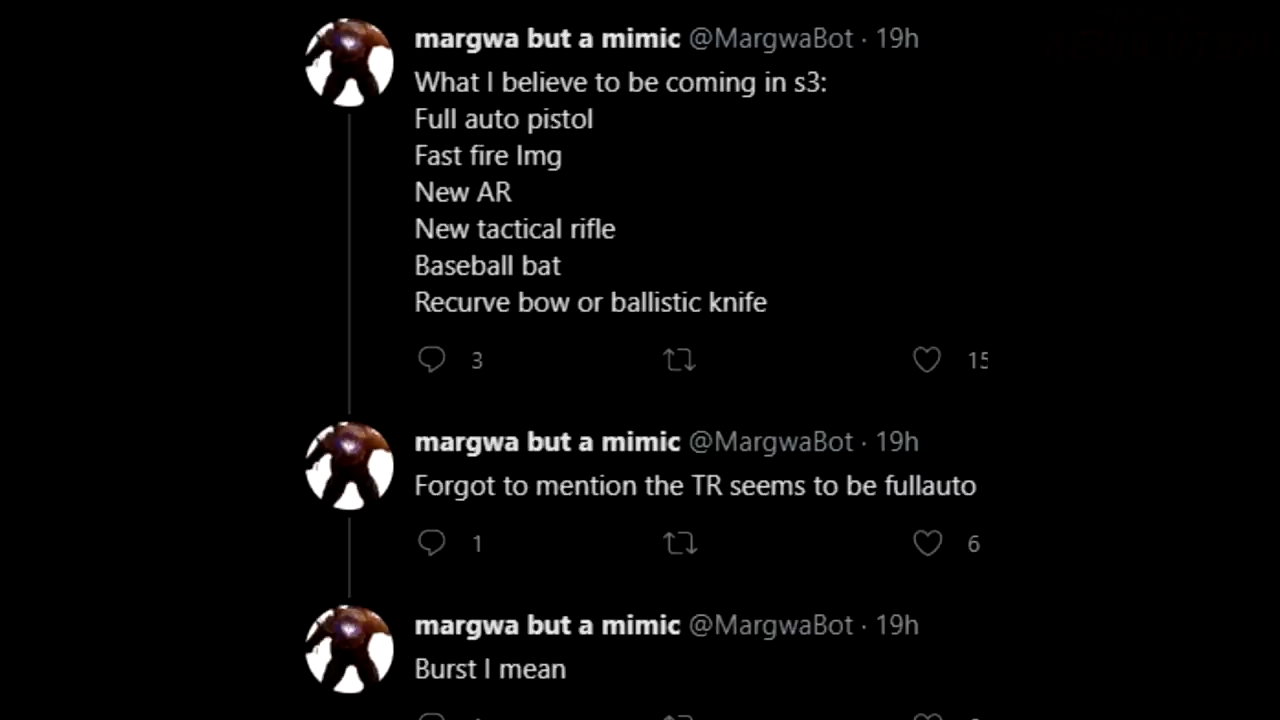 margwa but a mimic @MargwaBot · 19h
What I believe to be coming in s3:
Full auto pistol
Fast fire lmg
New AR
New tactical rifle
Baseball bat
Recurve bow or ballistic knife
3 15
margwa but a mimic @MargwaBot · 19h
Forgot to mention the TR seems to be fullauto
1 6
margwa but a mimic @MargwaBot · 19h
Burst I mean